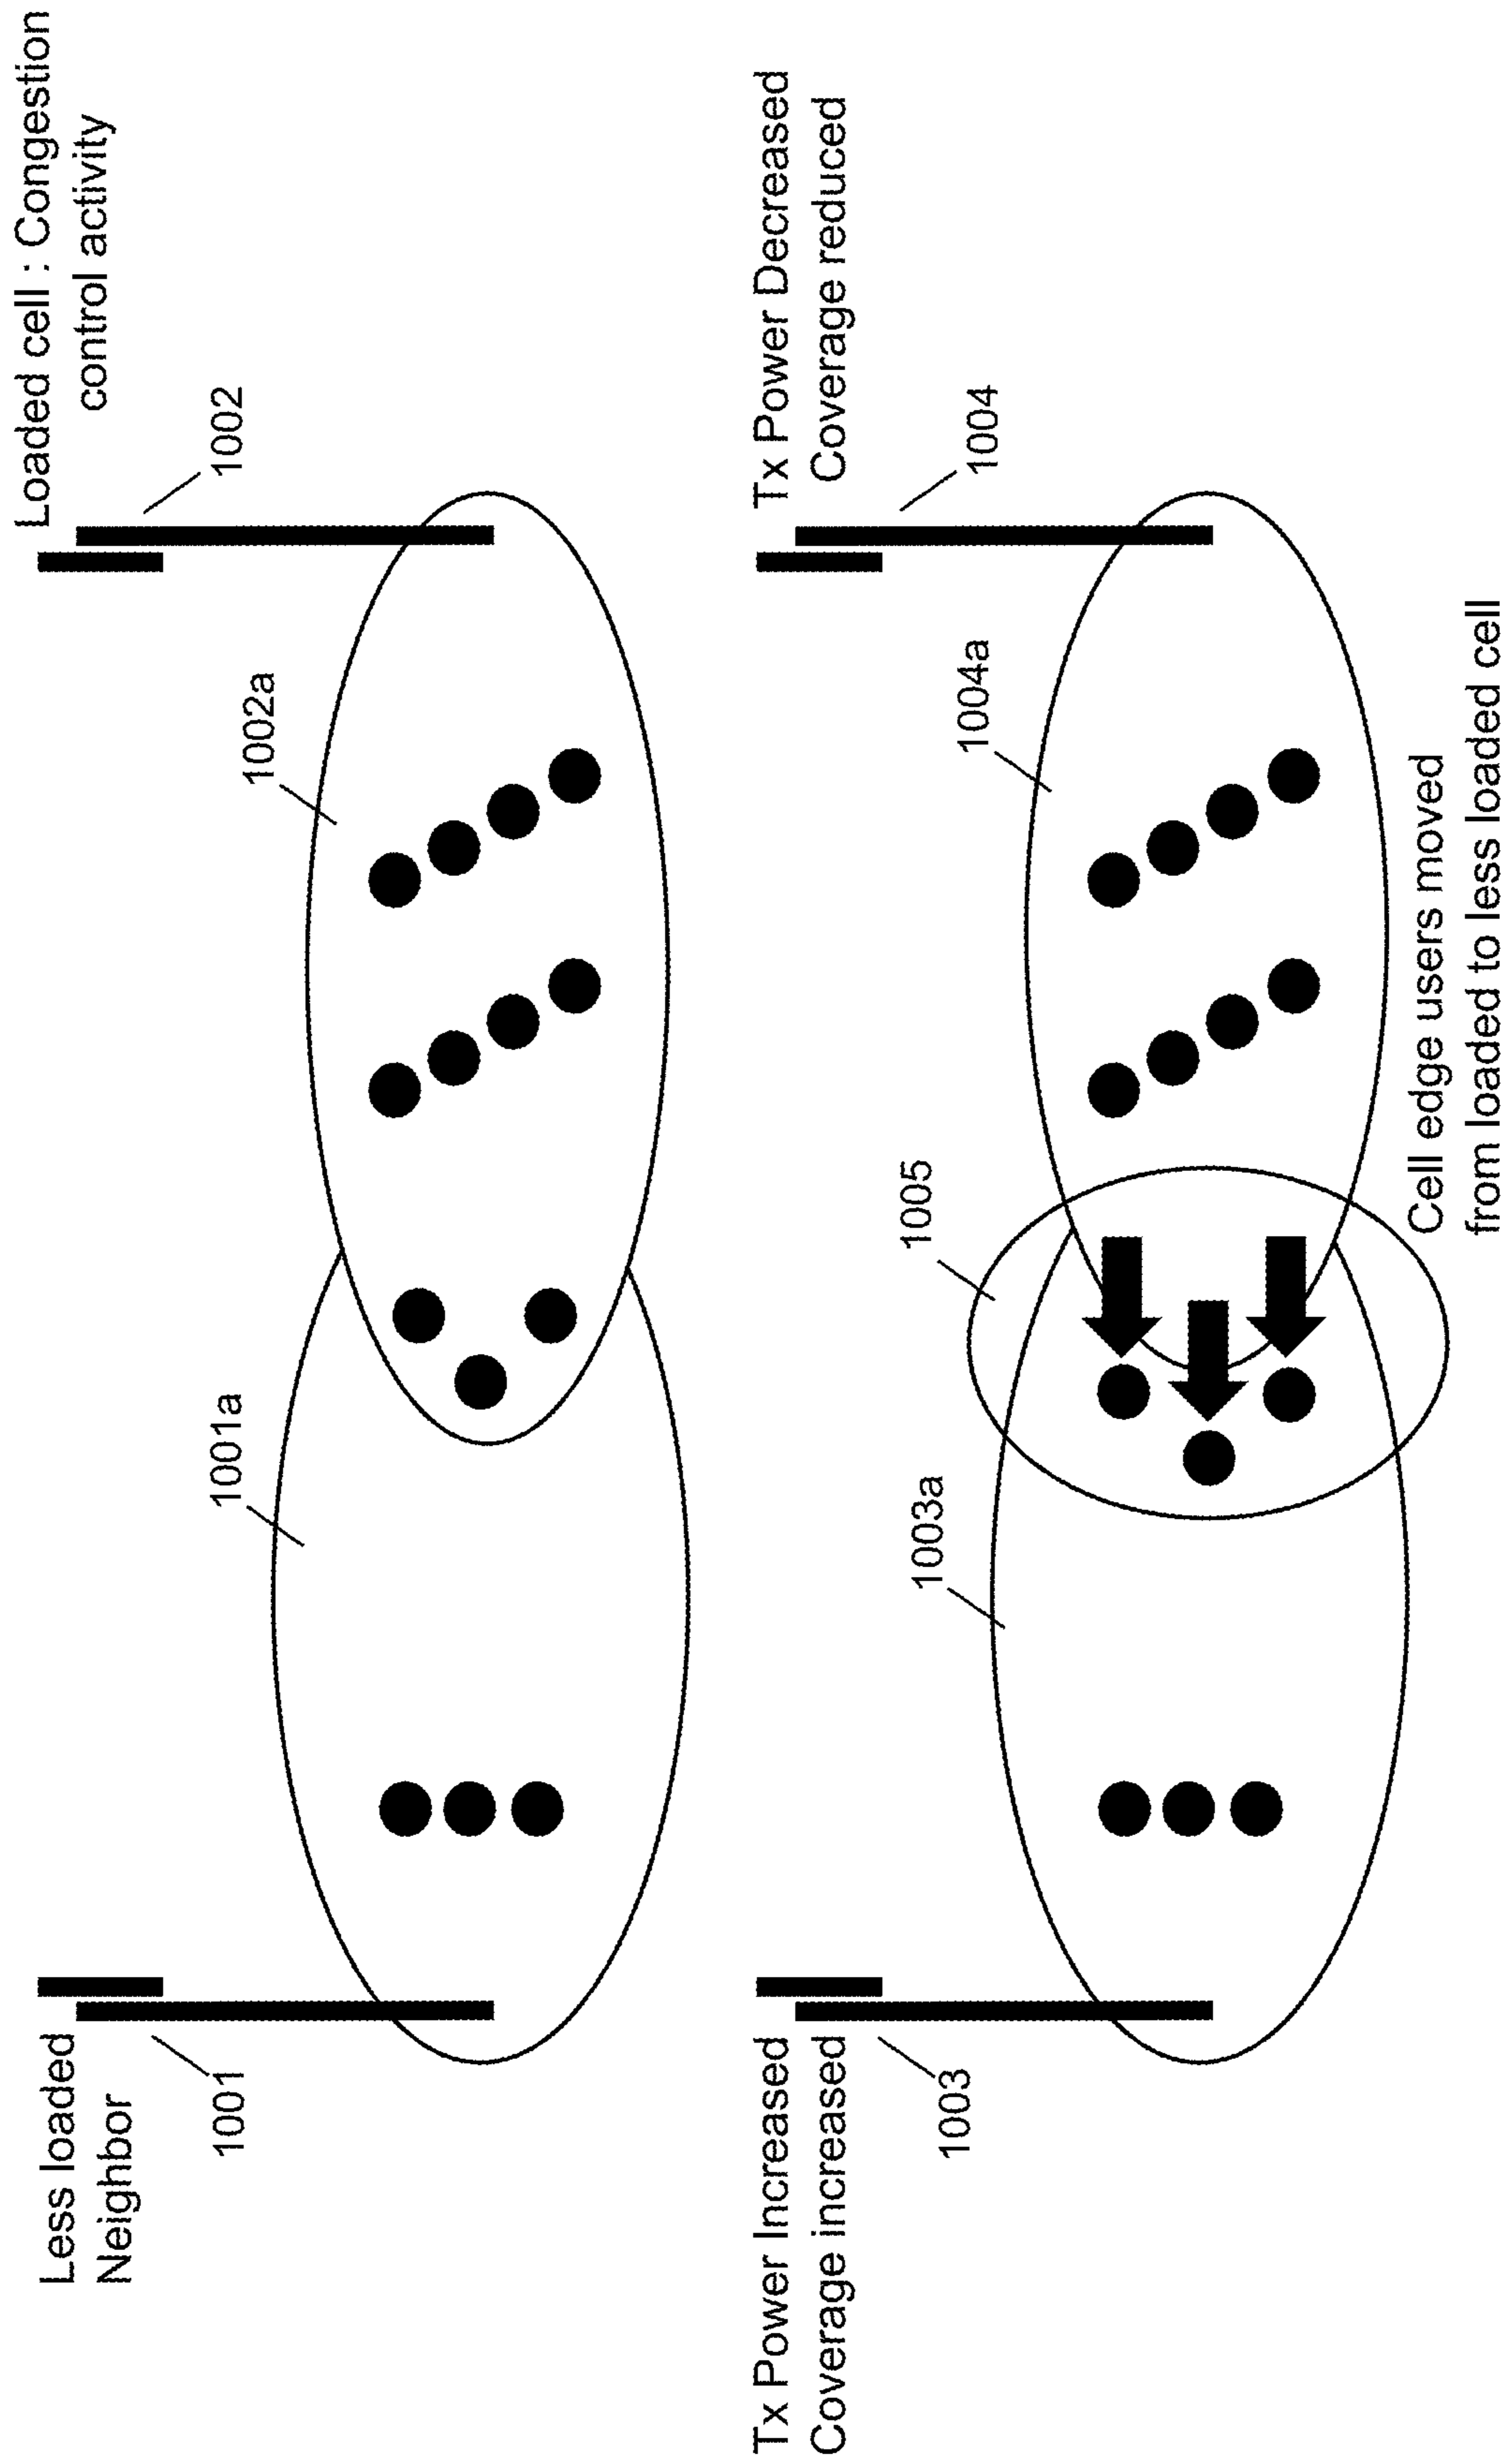 Less loaded
Neighbor
1001
1001a
1002a
Loaded cell : Congestion
control activity
1002
Tx Power Increased
Coverage increased
1003
1003a
1005
1004a
Tx Power Decreased
Coverage reduced
1004
Cell edge users moved
from loaded to less loaded cell